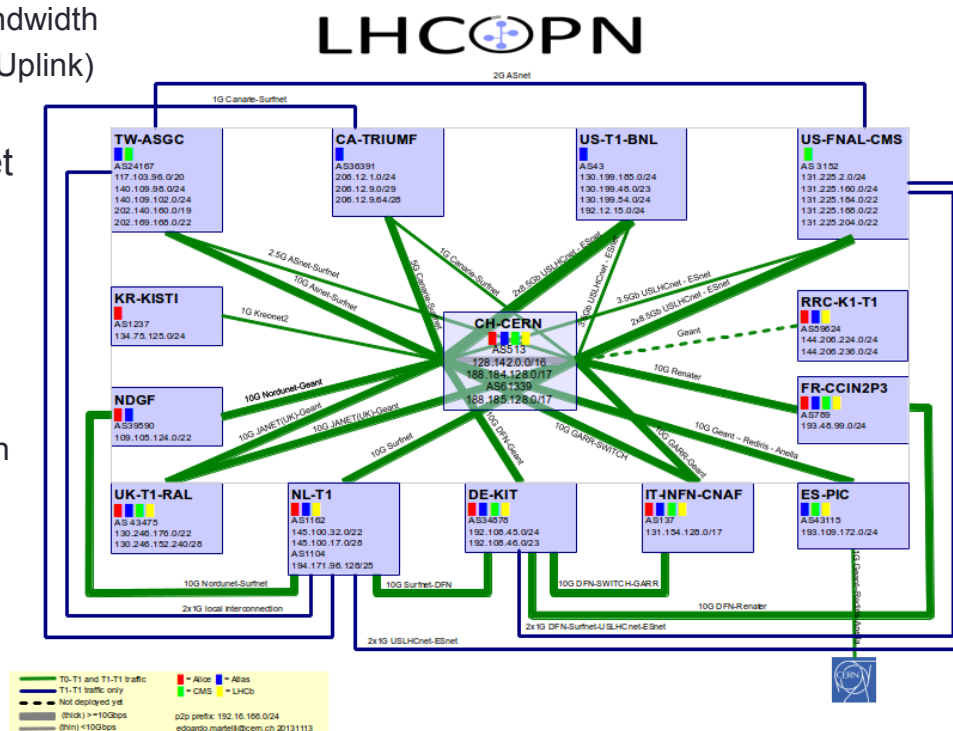 ndwidth
Uplink)
et
n
LHCOPN
2G ASnet
1G Canarie-Surfnet
TW-ASGC
AS24167
117.103.96.0/20
140.109.98.0/24
140.109.102.0/24
202.140.160.0/19
202.169.168.0/22
CA-TRIUMF
AS36391
206.12.1.0/24
206.12.9.0/29
206.12.9.64/28
US-T1-BNL
AS43
130.199.185.0/24
130.199.48.0/23
130.199.54.0/24
192.12.15.0/24
US-FNAL-CMS
AS 3152
131.225.2.0/24
131.225.160.0/24
131.225.184.0/22
131.225.188.0/22
131.225.204.0/22
2.5G ASnet-Surfnet
10G Asnet-Surfnet
5G Canarie-Surfnet
1G Canarie-Surfnet
2x8.5Gb USLHCnet - ESnet
3.5Gb USLHCnet - ESnet
3.5Gb USLHCnet - ESnet
2x8.5Gb USLHCnet - ESnet
KR-KISTI
AS1237
134.75.125.0/24
1G Kreonet2
CH-CERN
AS513
128.142.0.0/16
188.184.128.0/17
AS61339
188.185.128.0/17
Geant
RRC-K1-T1
AS59624
144.206.224.0/24
144.206.236.0/24
10G Renater
NDGF
AS39590
109.105.124.0/22
10G Nordunet-Geant
10G JANET(UK)-Geant
10G JANET(UK)-Geant
10G Surfnet
10G DFN-Geant
10G GARR-SWITCH
10G GARR-Geant
10G Geant – Rediris - Anella
FR-CCIN2P3
AS789
193.48.99.0/24
UK-T1-RAL
AS43475
130.246.176.0/22
130.246.152.240/28
NL-T1
AS1162
145.100.32.0/22
145.100.17.0/28
AS1104
194.171.96.128/25
DE-KIT
AS34878
192.108.45.0/24
192.108.46.0/23
IT-INFN-CNAF
AS137
131.154.128.0/17
ES-PIC
AS43115
193.109.172.0/24
10G Nordunet-Surfnet
10G Surfnet-DFN
10G DFN-SWITCH-GARR
2x1G local interconnection
10G DFN-Renater
2x1G DFN-Surfnet-USLHCnet-ESnet
2x1G USLHCnet-ESnet
1G Geant-Rediris-Anella
CERN
T0-T1 and T1-T1 traffic
T1-T1 traffic only
Not deployed yet
(thick) >=10Gbps
(thin) <10Gbps
= Alice = Atlas
= CMS = LHCb
p2p prefix: 192.16.166.0/24
edoardo.martelli@cern.ch 20131113